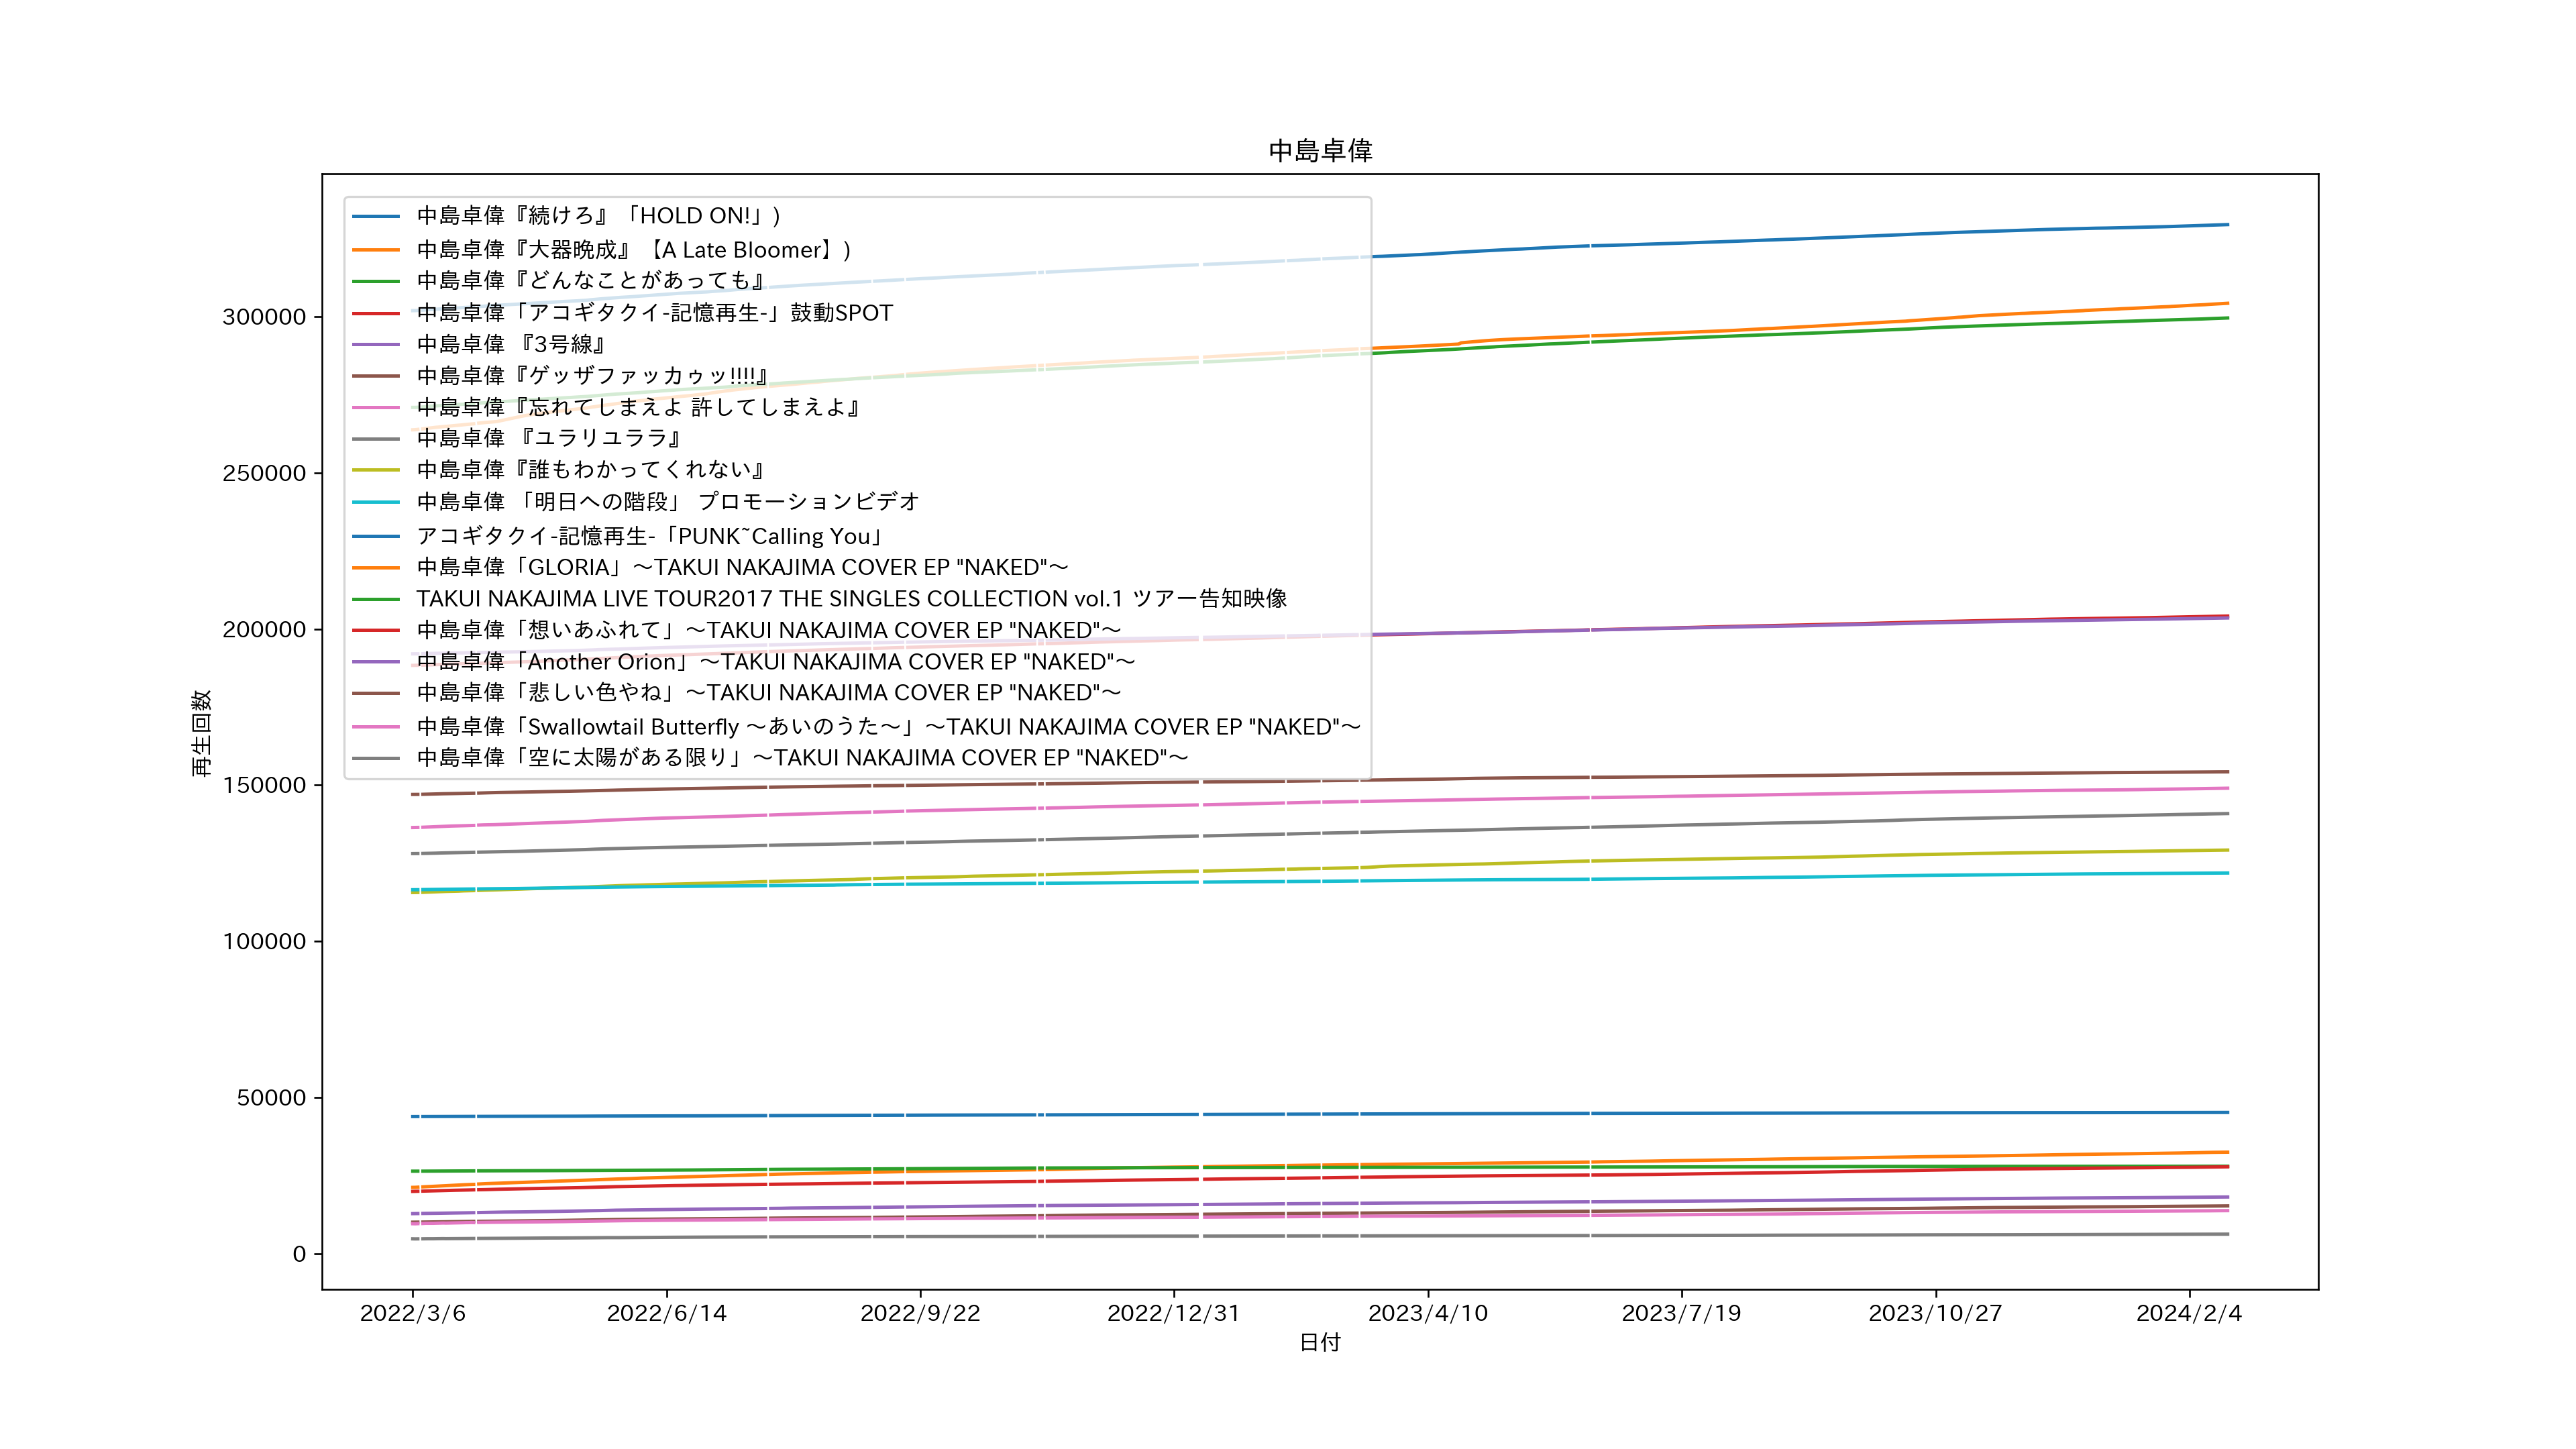 中島卓偉
中島卓偉『続けろ』「HOLD ON!」)
中島卓偉『大器晩成』【A Late Bloomer】)
中島卓偉『どんなことがあっても』
中島卓偉「アコギタクイ-記憶再生-」鼓動SPOT
中島卓偉 『3号線』
中島卓偉『ゲッザファッカゥッ!!!!』
中島卓偉『忘れてしまえよ 許してしまえよ』
中島卓偉 『ユラリユララ』
中島卓偉『誰もわかってくれない』
中島卓偉 「明日への階段」 プロモーションビデオ
アコギタクイ-記憶再生-「PUNK~Calling You」
中島卓偉「GLORIA」～TAKUI NAKAJIMA COVER EP "NAKED"～
TAKUI NAKAJIMA LIVE TOUR2017 THE SINGLES COLLECTION vol.1 ツアー告知映像
中島卓偉「想いあふれて」～TAKUI NAKAJIMA COVER EP "NAKED"～
中島卓偉「Another Orion」～TAKUI NAKAJIMA COVER EP "NAKED"～
中島卓偉「悲しい色やね」～TAKUI NAKAJIMA COVER EP "NAKED"～
中島卓偉「Swallowtail Butterfly ～あいのうた～」～TAKUI NAKAJIMA COVER EP "NAKED"～
中島卓偉「空に太陽がある限り」～TAKUI NAKAJIMA COVER EP "NAKED"～
300000
250000
200000
150000
100000
50000
0
再生回数
2022/3/6 2022/6/14 2022/9/22 2022/12/31 2023/4/10 2023/7/19 2023/10/27 2024/2/4
日付